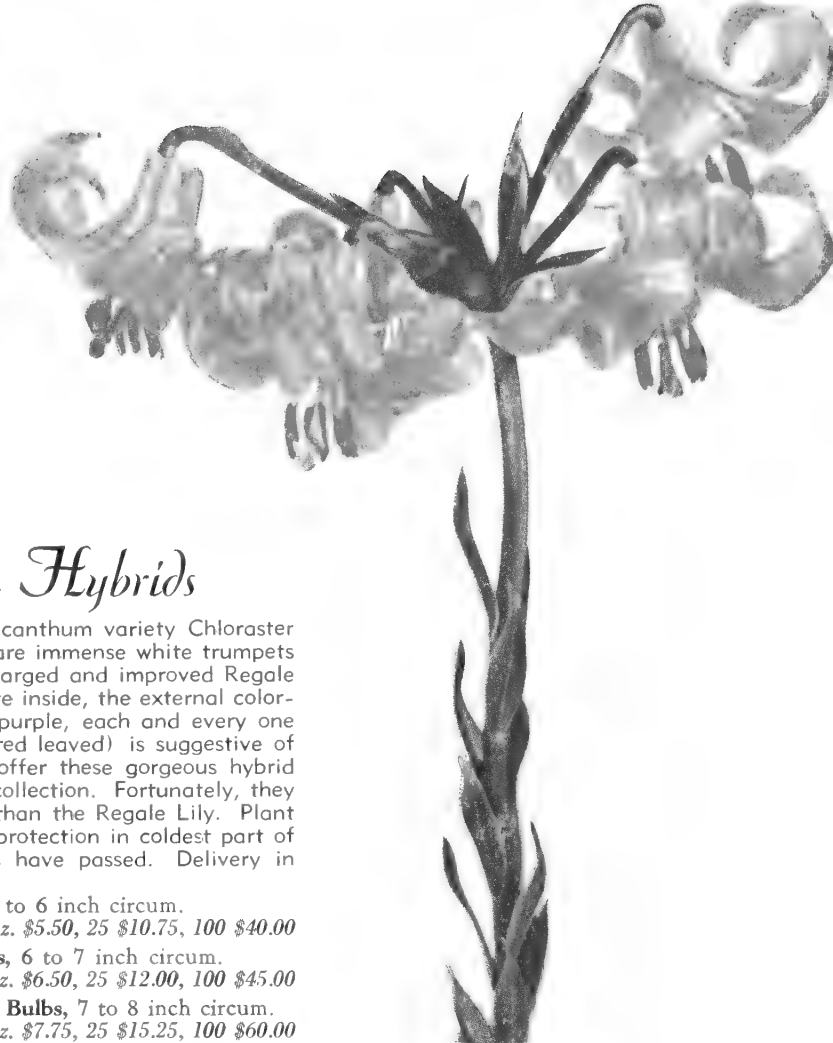 Hybrids
canthum variety Chloraster
are immense white trumpets
arged and improved Regale
e inside, the external color-
purple, each and every one
red leaved) is suggestive of
offer these gorgeous hybrid
collection. Fortunately, they
than the Regale Lily. Plant
protection in coldest part of
have passed. Delivery in
to 6 inch circum.
z. $5.50, 25 $10.75, 100 $40.00
s, 6 to 7 inch circum.
z. $6.50, 25 $12.00, 100 $45.00
Bulbs, 7 to 8 inch circum.
z. $7.75, 25 $15.25, 100 $60.00